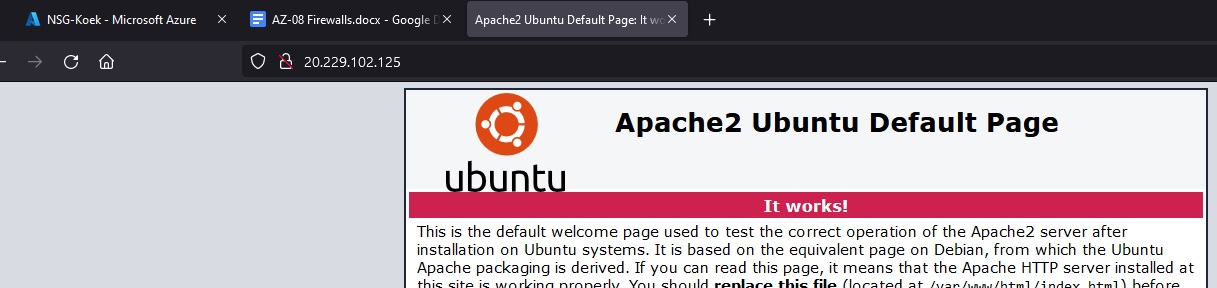 NSG-Koek - Microsoft Azure
AZ-08 Firewalls.docx - Google D
Apache2 Ubuntu Default Page: It wo
20.229.102.125
Apache2 Ubuntu Default Page
ubuntu
It works!
This is the default welcome page used to test the correct operation of the Apache2 server after
installation on Ubuntu systems. It is based on the equivalent page on Debian, from which the Ubuntu
Apache packaging is derived. If you can read this page, it means that the Apache HTTP server installed at
this site is working properly. You should replace this file (located at /var/www/html/index.html) before